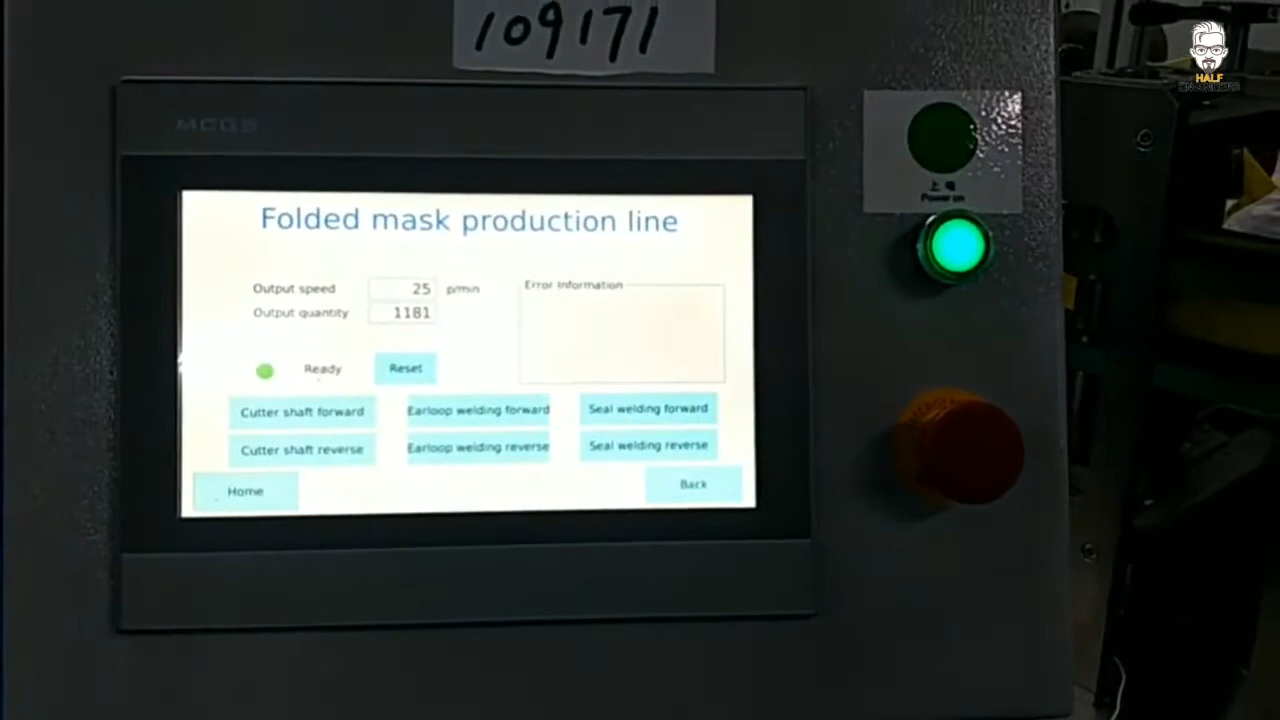 109171
HALF
ENGINEERS
MCGS
上电
Power on
Folded mask production line
Output speed 25 p/min
Output quantity 1181
Error Information
Ready Reset
Cutter shaft forward Earloop welding forward Seal welding forward
Cutter shaft reverse Earloop welding reverse Seal welding reverse
Home Back